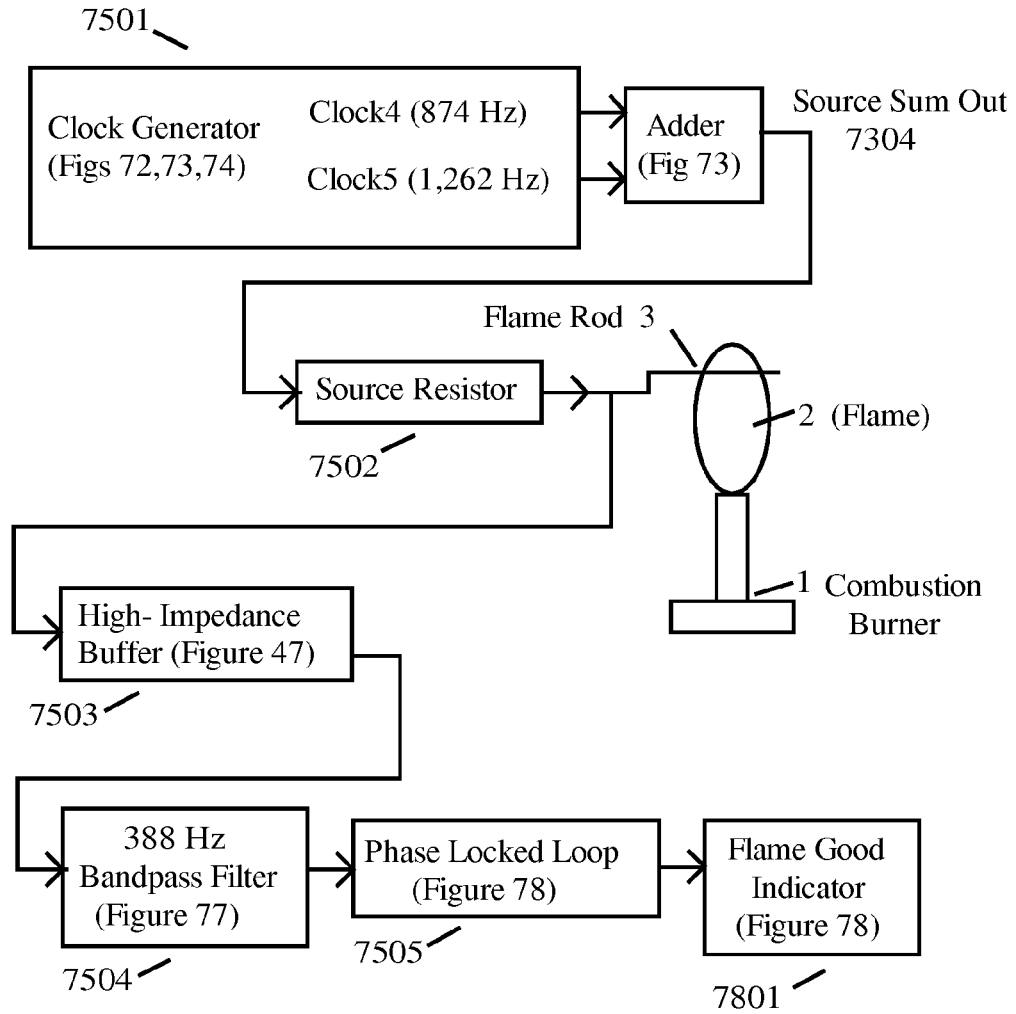 7501
Clock Generator
(Figs 72,73,74)
Clock4 (874 Hz)
Clock5 (1,262 Hz)
Adder
(Fig 73)
Source Sum Out
7304
Flame Rod 3
Source Resistor
7502
2 (Flame)
1 Combustion
Burner
High- Impedance
Buffer (Figure 47)
7503
388 Hz
Bandpass Filter
(Figure 77)
7504
Phase Locked Loop
(Figure 78)
7505
Flame Good
Indicator
(Figure 78)
7801